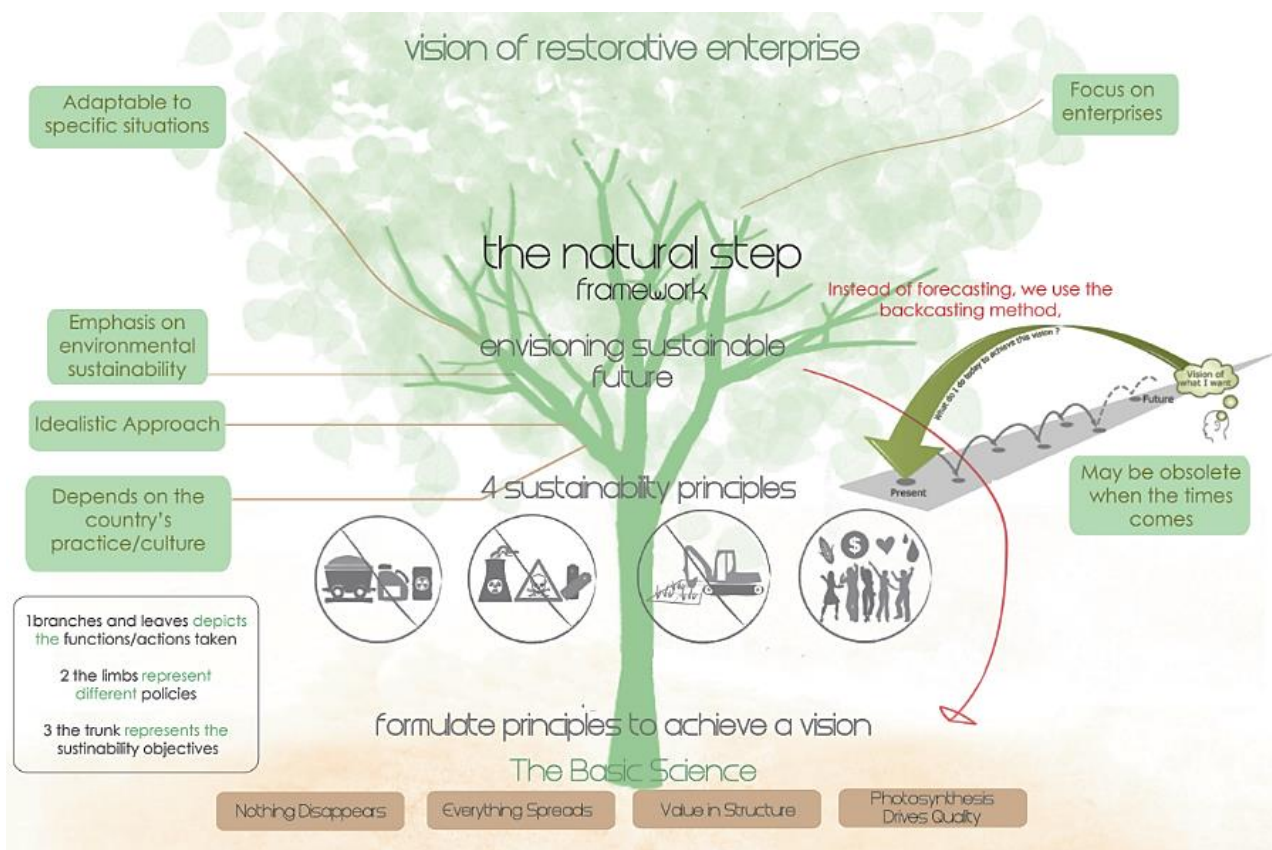 vision of restorative enterprise
Adaptable to
specific situations
Focus on
enterprises
the natural step
framework
Instead of forecasting, we use the
backcasting method,
Emphasis on
environmental
sustainability
envisioning sustainable
future
What do I do today to achieve this vision ?
Vision of
what I want
Future
Present
Idealistic Approach
Depends on the
country's
practice/culture
May be obsolete
when the times
comes
4 sustainability principles
$
1branches and leaves depicts
the functions/actions taken
2 the limbs represent
different policies
3 the trunk represents the
sustinability objectives
formulate principles to achieve a vision
The Basic Science
Nothing Disappears
Everything Spreads
Value in Structure
Photosynthesis
Drives Quality